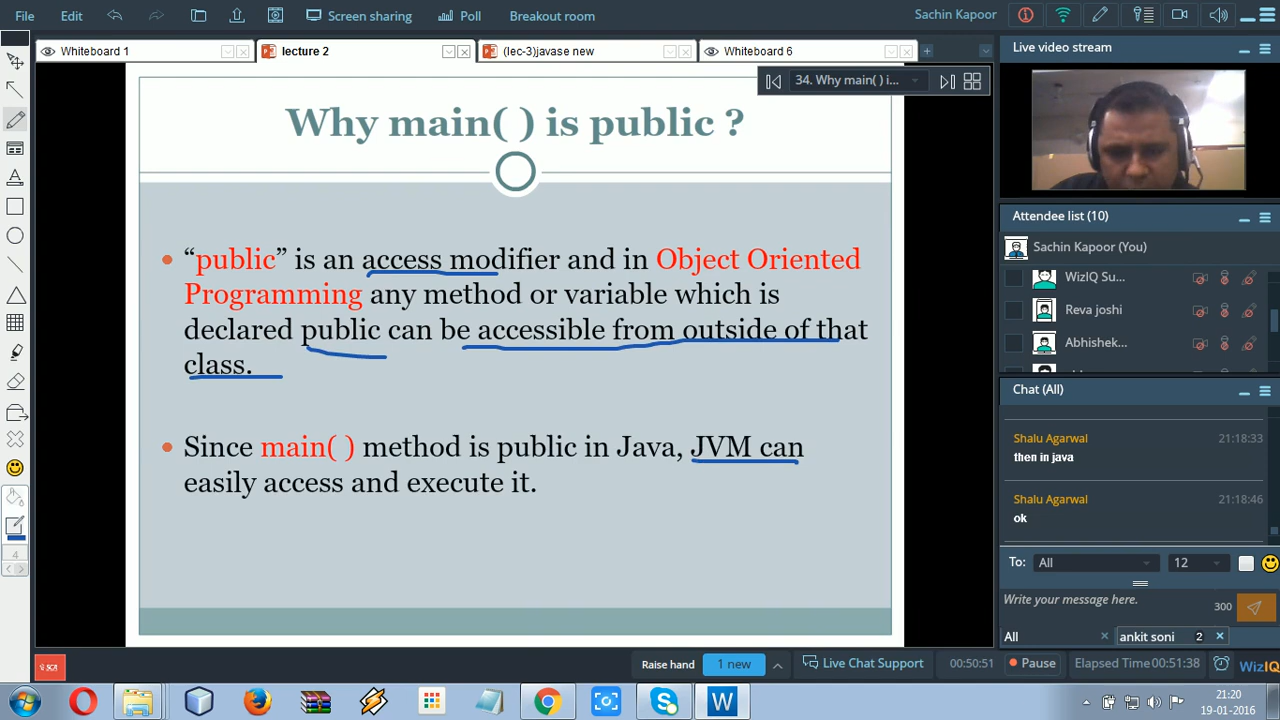 File Edit Screen sharing Poll Breakout room Sachin Kapoor
Whiteboard 1 lecture 2 (lec-3)javase new Whiteboard 6
Live video stream
34. Why main( ) i...
Why main( ) is public ?
“public” is an access modifier and in Object Oriented
Programming any method or variable which is
declared public can be accessible from outside of that
class.
Since main( ) method is public in Java, JVM can
easily access and execute it.
Attendee list (10)
Sachin Kapoor (You)
WizIQ Su...
Reva joshi
Abhishek...
Chat (All)
Shalu Agarwal 21:18:33
then in java
Shalu Agarwal 21:18:46
ok
To: All 12
Write your message here. 300
All ankit soni 2
4
Raise hand 1 new Live Chat Support 00:50:51 Pause Elapsed Time 00:51:38 WizIQ
W
21:20
19-01-2016